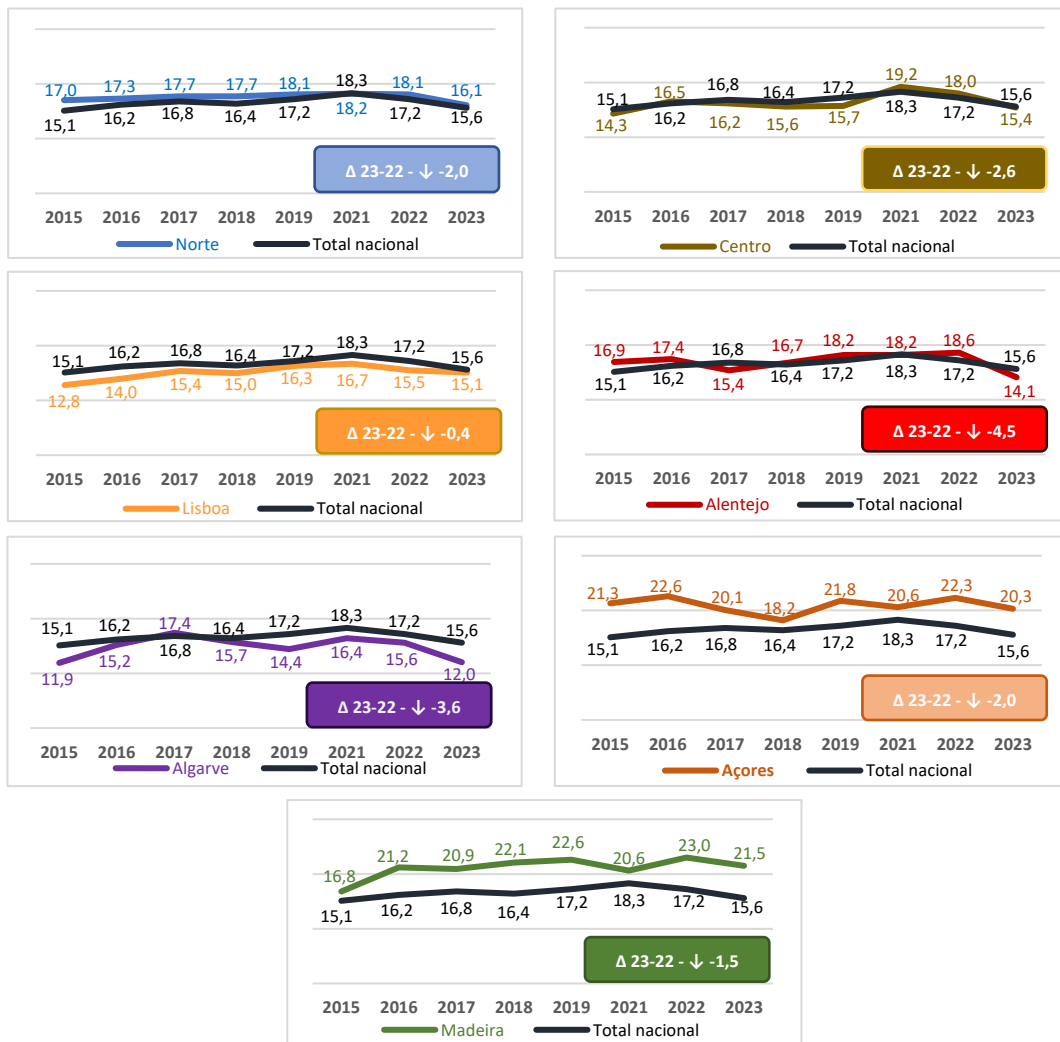 17,0 17,3 17,7 17,7 18,1 18,3 18,1 16,1
15,1 16,2 16,8 16,4 17,2 18,2 17,2 15,6
Δ 23-22 - ↓ -2,0
2015 2016 2017 2018 2019 2021 2022 2023
Norte Total nacional
15,1 16,5 16,8 16,4 17,2 19,2 18,0 15,6
14,3 16,2 16,2 15,6 15,7 18,3 17,2 15,4
Δ 23-22 - ↓ -2,6
2015 2016 2017 2018 2019 2021 2022 2023
Centro Total nacional
15,1 16,2 16,8 16,4 17,2 18,3 17,2 15,6
12,8 14,0 15,4 15,0 16,3 16,7 15,5 15,1
Δ 23-22 - ↓ -0,4
2015 2016 2017 2018 2019 2021 2022 2023
Lisboa Total nacional
16,9 17,4 16,8 16,7 18,2 18,2 18,6 15,6
15,1 16,2 15,4 16,4 17,2 18,3 17,2 14,1
Δ 23-22 - ↓ -4,5
2015 2016 2017 2018 2019 2021 2022 2023
Alentejo Total nacional
15,1 16,2 17,4 16,4 17,2 18,3 17,2 15,6
11,9 15,2 16,8 15,7 14,4 16,4 15,6 12,0
Δ 23-22 - ↓ -3,6
2015 2016 2017 2018 2019 2021 2022 2023
Algarve Total nacional
21,3 22,6 20,1 18,2 21,8 20,6 22,3 20,3
15,1 16,2 16,8 16,4 17,2 18,3 17,2 15,6
Δ 23-22 - ↓ -2,0
2015 2016 2017 2018 2019 2021 2022 2023
Açores Total nacional
16,8 21,2 20,9 22,1 22,6 20,6 23,0 21,5
15,1 16,2 16,8 16,4 17,2 18,3 17,2 15,6
Δ 23-22 - ↓ -1,5
2015 2016 2017 2018 2019 2021 2022 2023
Madeira Total nacional